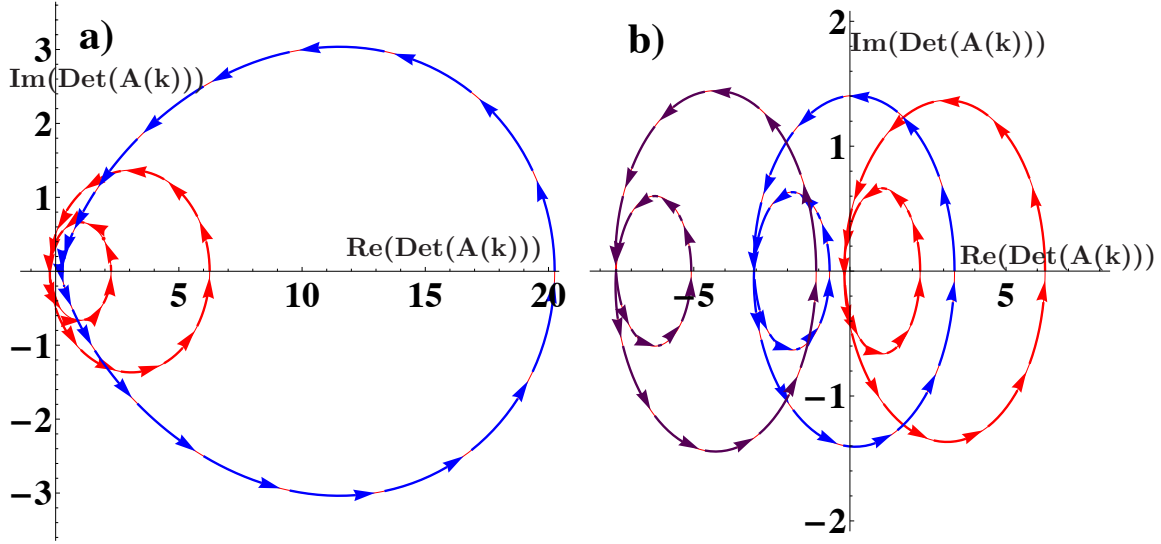 a)
3
Im(Det(A(k)))
2
1
Re(Det(A(k)))
5
10
15
20
−1
−2
−3
b)
2
Im(Det(A(k)))
1
Re(Det(A(k)))
−5
5
−1
−2